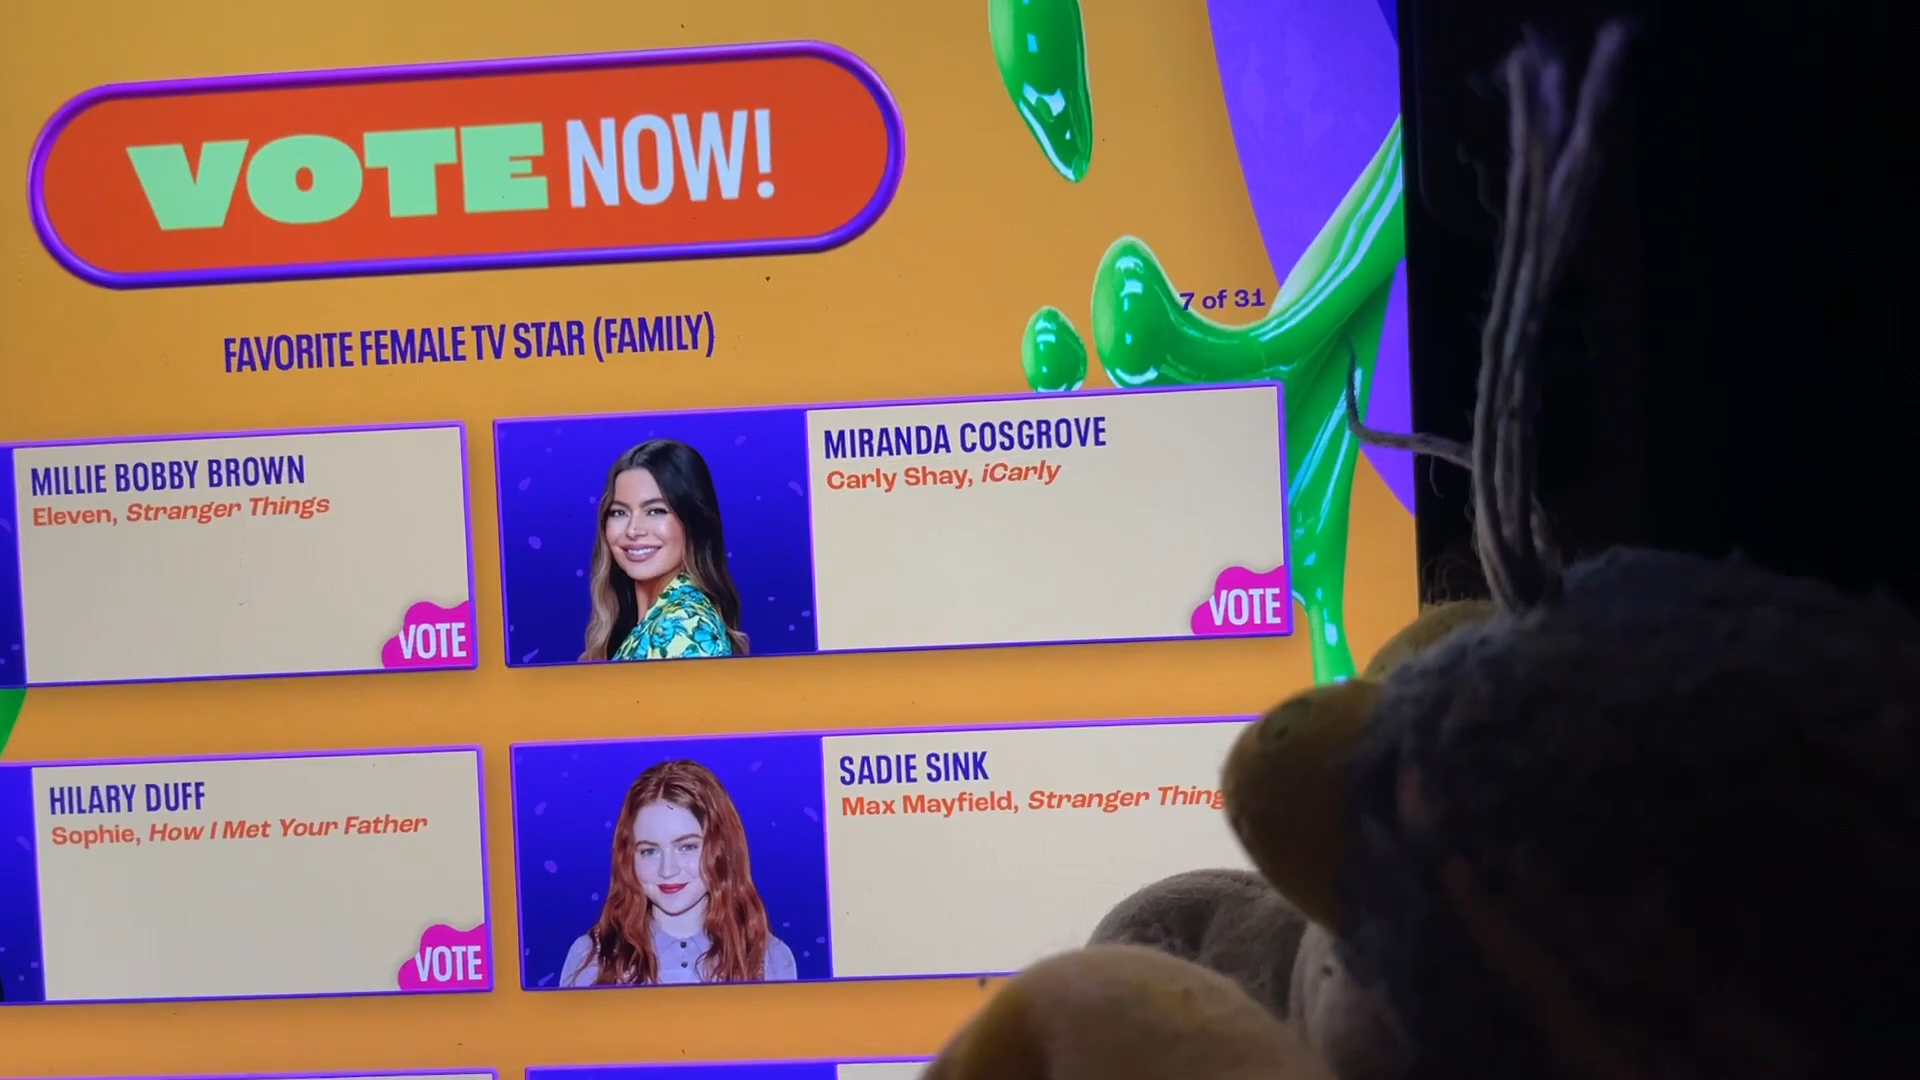 VOTE NOW!
7 of 31
FAVORITE FEMALE TV STAR (FAMILY)
MILLIE BOBBY BROWN
Eleven, Stranger Things
VOTE
MIRANDA COSGROVE
Carly Shay, iCarly
VOTE
HILARY DUFF
Sophie, How I Met Your Father
VOTE
SADIE SINK
Max Mayfield, Stranger Thing